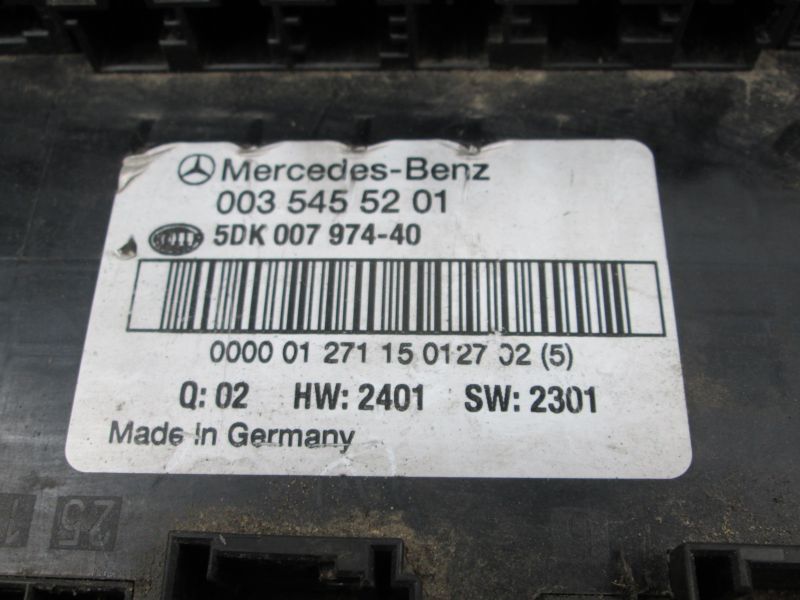 Mercedes-Benz
003 545 52 01
5DK 007 974-40
0000 01 271 15 0127 02 (5)
Q: 02 HW: 2401 SW: 2301
Made In Germany
25